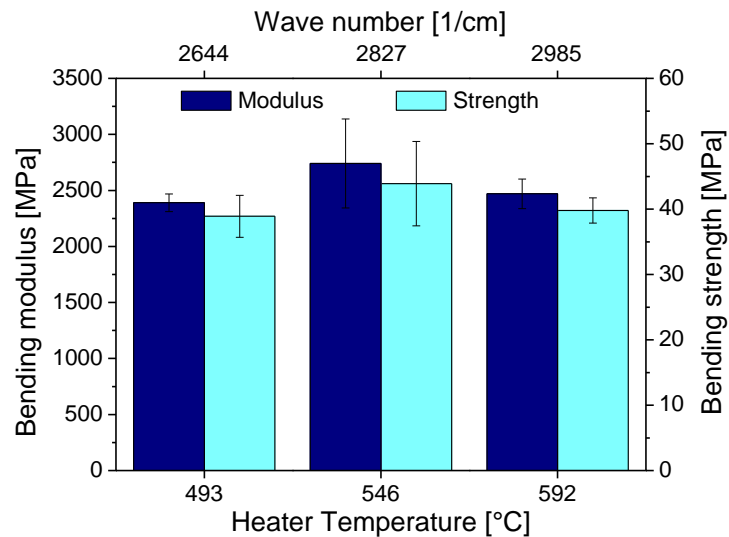 Wave number [1/cm]
2644 2827 2985
Modulus Strength
Bending modulus [MPa]
3500
3000
2500
2000
1500
1000
500
0
Bending strength [MPa]
60
50
40
30
20
10
0
493 546 592
Heater Temperature [°C]